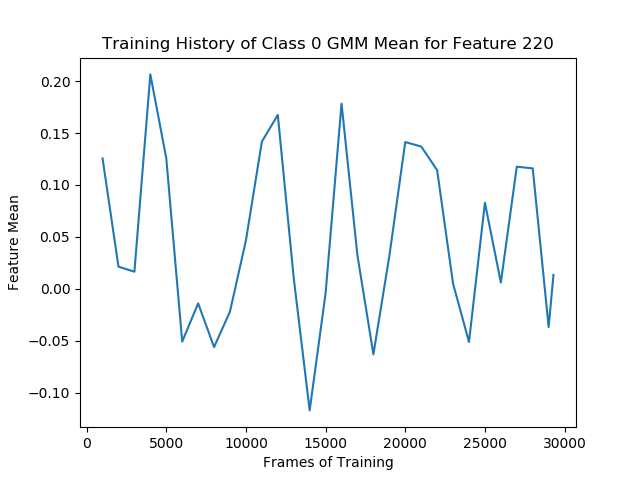 Training History of Class 0 GMM Mean for Feature 220
0.20
0.15
0.10
0.05
0.00
−0.05
−0.10
Feature Mean
0 5000 10000 15000 20000 25000 30000
Frames of Training